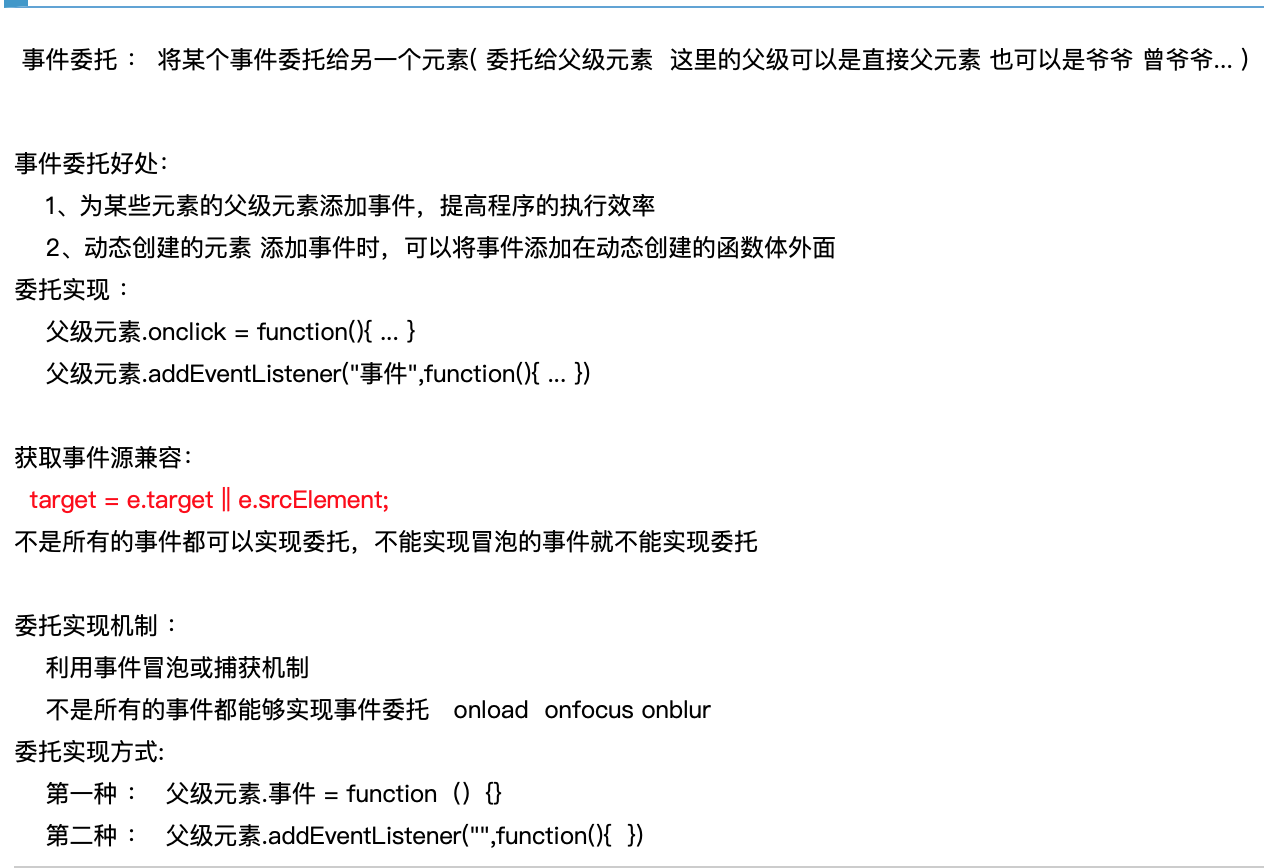 事件委托 : 将某个事件委托给另一个元素( 委托给父级元素 这里的父级可以是直接父元素 也可以是爷爷 曾爷爷... )
事件委托好处:
1、为某些元素的父级元素添加事件，提高程序的执行效率
2、动态创建的元素 添加事件时，可以将事件添加在动态创建的函数体外面
委托实现 :
父级元素.onclick = function(){ ... }
父级元素.addEventListener("事件",function(){ ... })
获取事件源兼容:
target = e.target || e.srcElement;
不是所有的事件都可以实现委托，不能实现冒泡的事件就不能实现委托
委托实现机制 :
利用事件冒泡或捕获机制
不是所有的事件都能够实现事件委托 onload onfocus onblur
委托实现方式:
第一种 : 父级元素.事件 = function （）{}
第二种 : 父级元素.addEventListener("",function(){ })